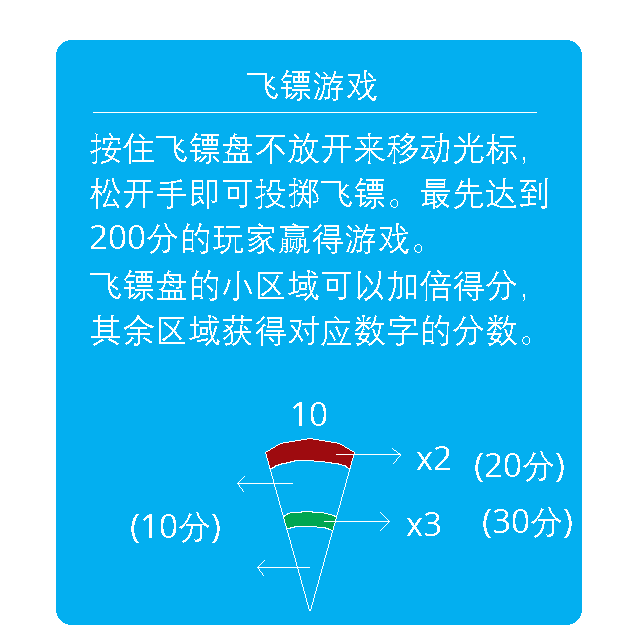 飞镖游戏
按住飞镖盘不放开来移动光标,
松开手即可投掷飞镖。最先达到
200分的玩家赢得游戏。
飞镖盘的小区域可以加倍得分,
其余区域获得对应数字的分数。
10
x2 (20分)
(10分) x3 (30分)